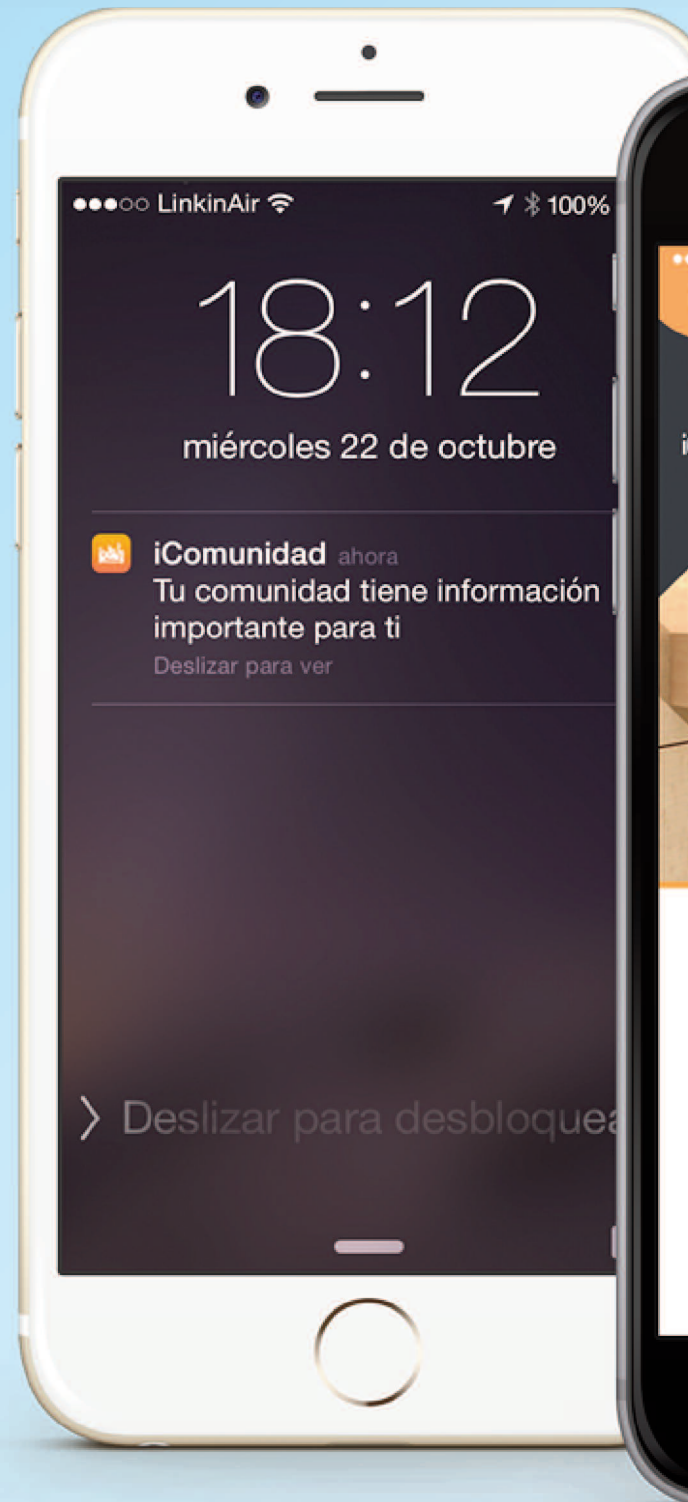 LinkinAir
100%
18:12
miércoles 22 de octubre
iComunidad ahora
Tu comunidad tiene información
importante para ti
Deslizar para ver
Deslizar para